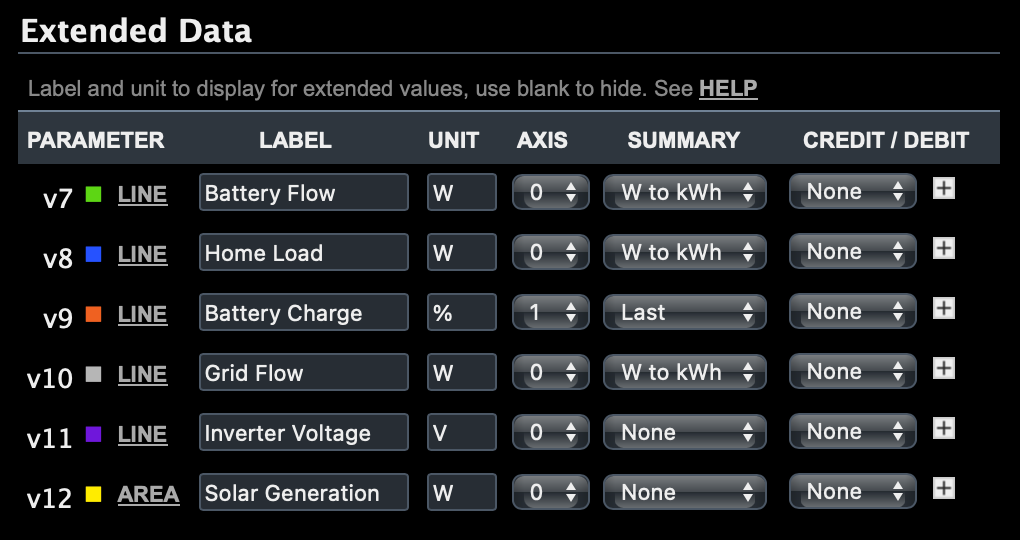 Extended Data
Label and unit to display for extended values, use blank to hide. See HELP
PARAMETER LABEL UNIT AXIS SUMMARY CREDIT / DEBIT
v7 LINE Battery Flow W 0 W to kWh None +
v8 LINE Home Load W 0 W to kWh None +
v9 LINE Battery Charge % 1 Last None +
v10 LINE Grid Flow W 0 W to kWh None +
v11 LINE Inverter Voltage V 0 None None +
v12 AREA Solar Generation W 0 None None +